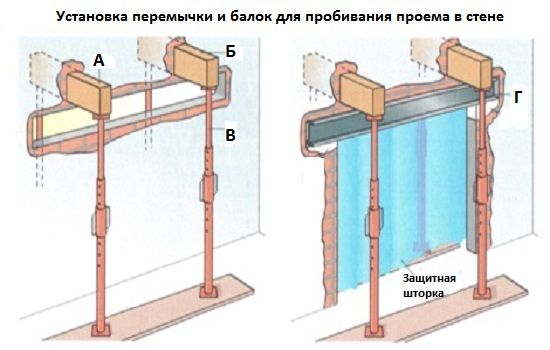 Установка перемычки и балок для пробивания проема в стене
А
Б
В
Г
Защитная
шторка